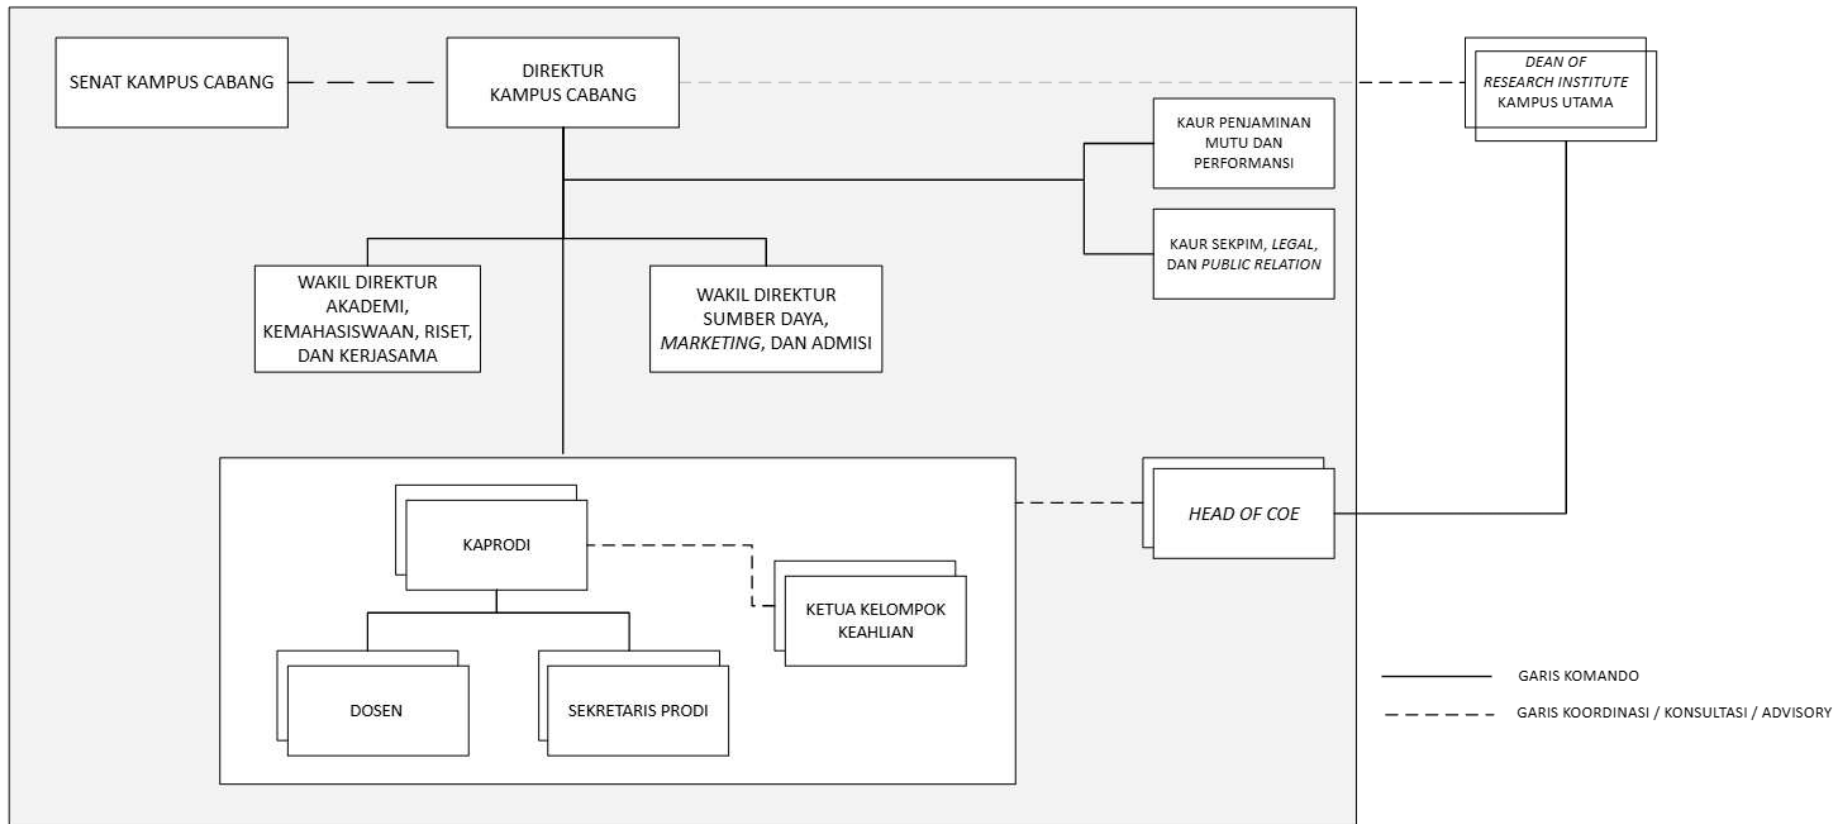 SENAT KAMPUS CABANG
DIREKTUR
KAMPUS CABANG
DEAN OF
RESEARCH INSTITUTE
KAMPUS UTAMA
KAUR PENJAMINAN
MUTU DAN
PERFORMANSI
KAUR SEKPIM, LEGAL,
DAN PUBLIC RELATION
WAKIL DIREKTUR
AKADEMI,
KEMAHASISWAAN, RISET,
DAN KERJASAMA
WAKIL DIREKTUR
SUMBER DAYA,
MARKETING, DAN ADMISI
KAPRODI
HEAD OF COE
KETUA KELOMPOK
KEAHLIAN
DOSEN
SEKRETARIS PRODI
GARIS KOMANDO
GARIS KOORDINASI / KONSULTASI / ADVISORY